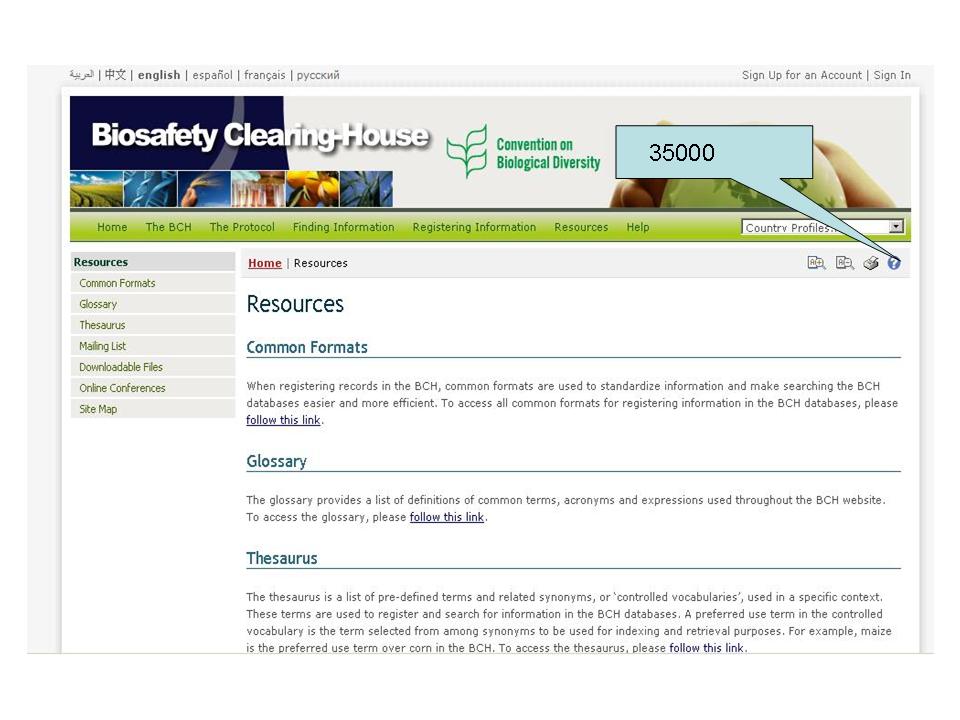 العربية | 中文 | english | español | français | русский
Sign Up for an Account | Sign In
Biosafety Clearing-House
Convention on
Biological Diversity
35000
Home The BCH The Protocol Finding Information Registering Information Resources Help
Country Profiles
Resources
Common Formats
Glossary
Thesaurus
Mailing List
Downloadable Files
Online Conferences
Site Map
Home | Resources
Resources
Common Formats
When registering records in the BCH, common formats are used to standardize information and make searching the BCH
databases easier and more efficient. To access all common formats for registering information in the BCH databases, please
follow this link.
Glossary
The glossary provides a list of definitions of common terms, acronyms and expressions used throughout the BCH website.
To access the glossary, please follow this link.
Thesaurus
The thesaurus is a list of pre-defined terms and related synonyms, or ‘controlled vocabularies’, used in a specific context.
These terms are used to register and search for information in the BCH databases. A preferred use term in the controlled
vocabulary is the term selected from among synonyms to be used for indexing and retrieval purposes. For example, maize
is the preferred use term over corn in the BCH. To access the thesaurus, please follow this link.